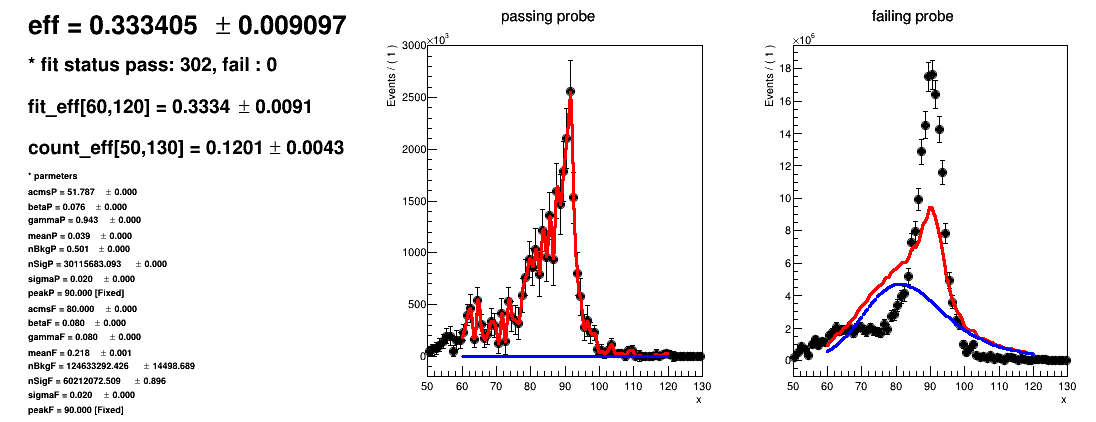 eff = 0.333405 ± 0.009097
* fit status pass: 302, fail : 0
fit_eff[60,120] = 0.3334 ± 0.0091
count_eff[50,130] = 0.1201 ± 0.0043
* parmeters
acmsP = 51.787 ± 0.000
betaP = 0.076 ± 0.000
gammaP = 0.943 ± 0.000
meanP = 0.039 ± 0.000
nBkgP = 0.501 ± 0.000
nSigP = 30115683.093 ± 0.000
sigmaP = 0.020 ± 0.000
peakP = 90.000 [Fixed]
acmsF = 80.000 ± 0.000
betaF = 0.080 ± 0.000
gammaF = 0.080 ± 0.000
meanF = 0.218 ± 0.001
nBkgF = 124633292.426 ± 14498.689
nSigF = 60212072.509 ± 0.896
sigmaF = 0.020 ± 0.000
peakF = 90.000 [Fixed]
passing probe
×10³
Events / ( 1 )
3000
2500
2000
1500
1000
500
0
50 60 70 80 90 100 110 120 130
x
failing probe
×10⁶
Events / ( 1 )
18
16
14
12
10
8
6
4
2
0
50 60 70 80 90 100 110 120 130
x